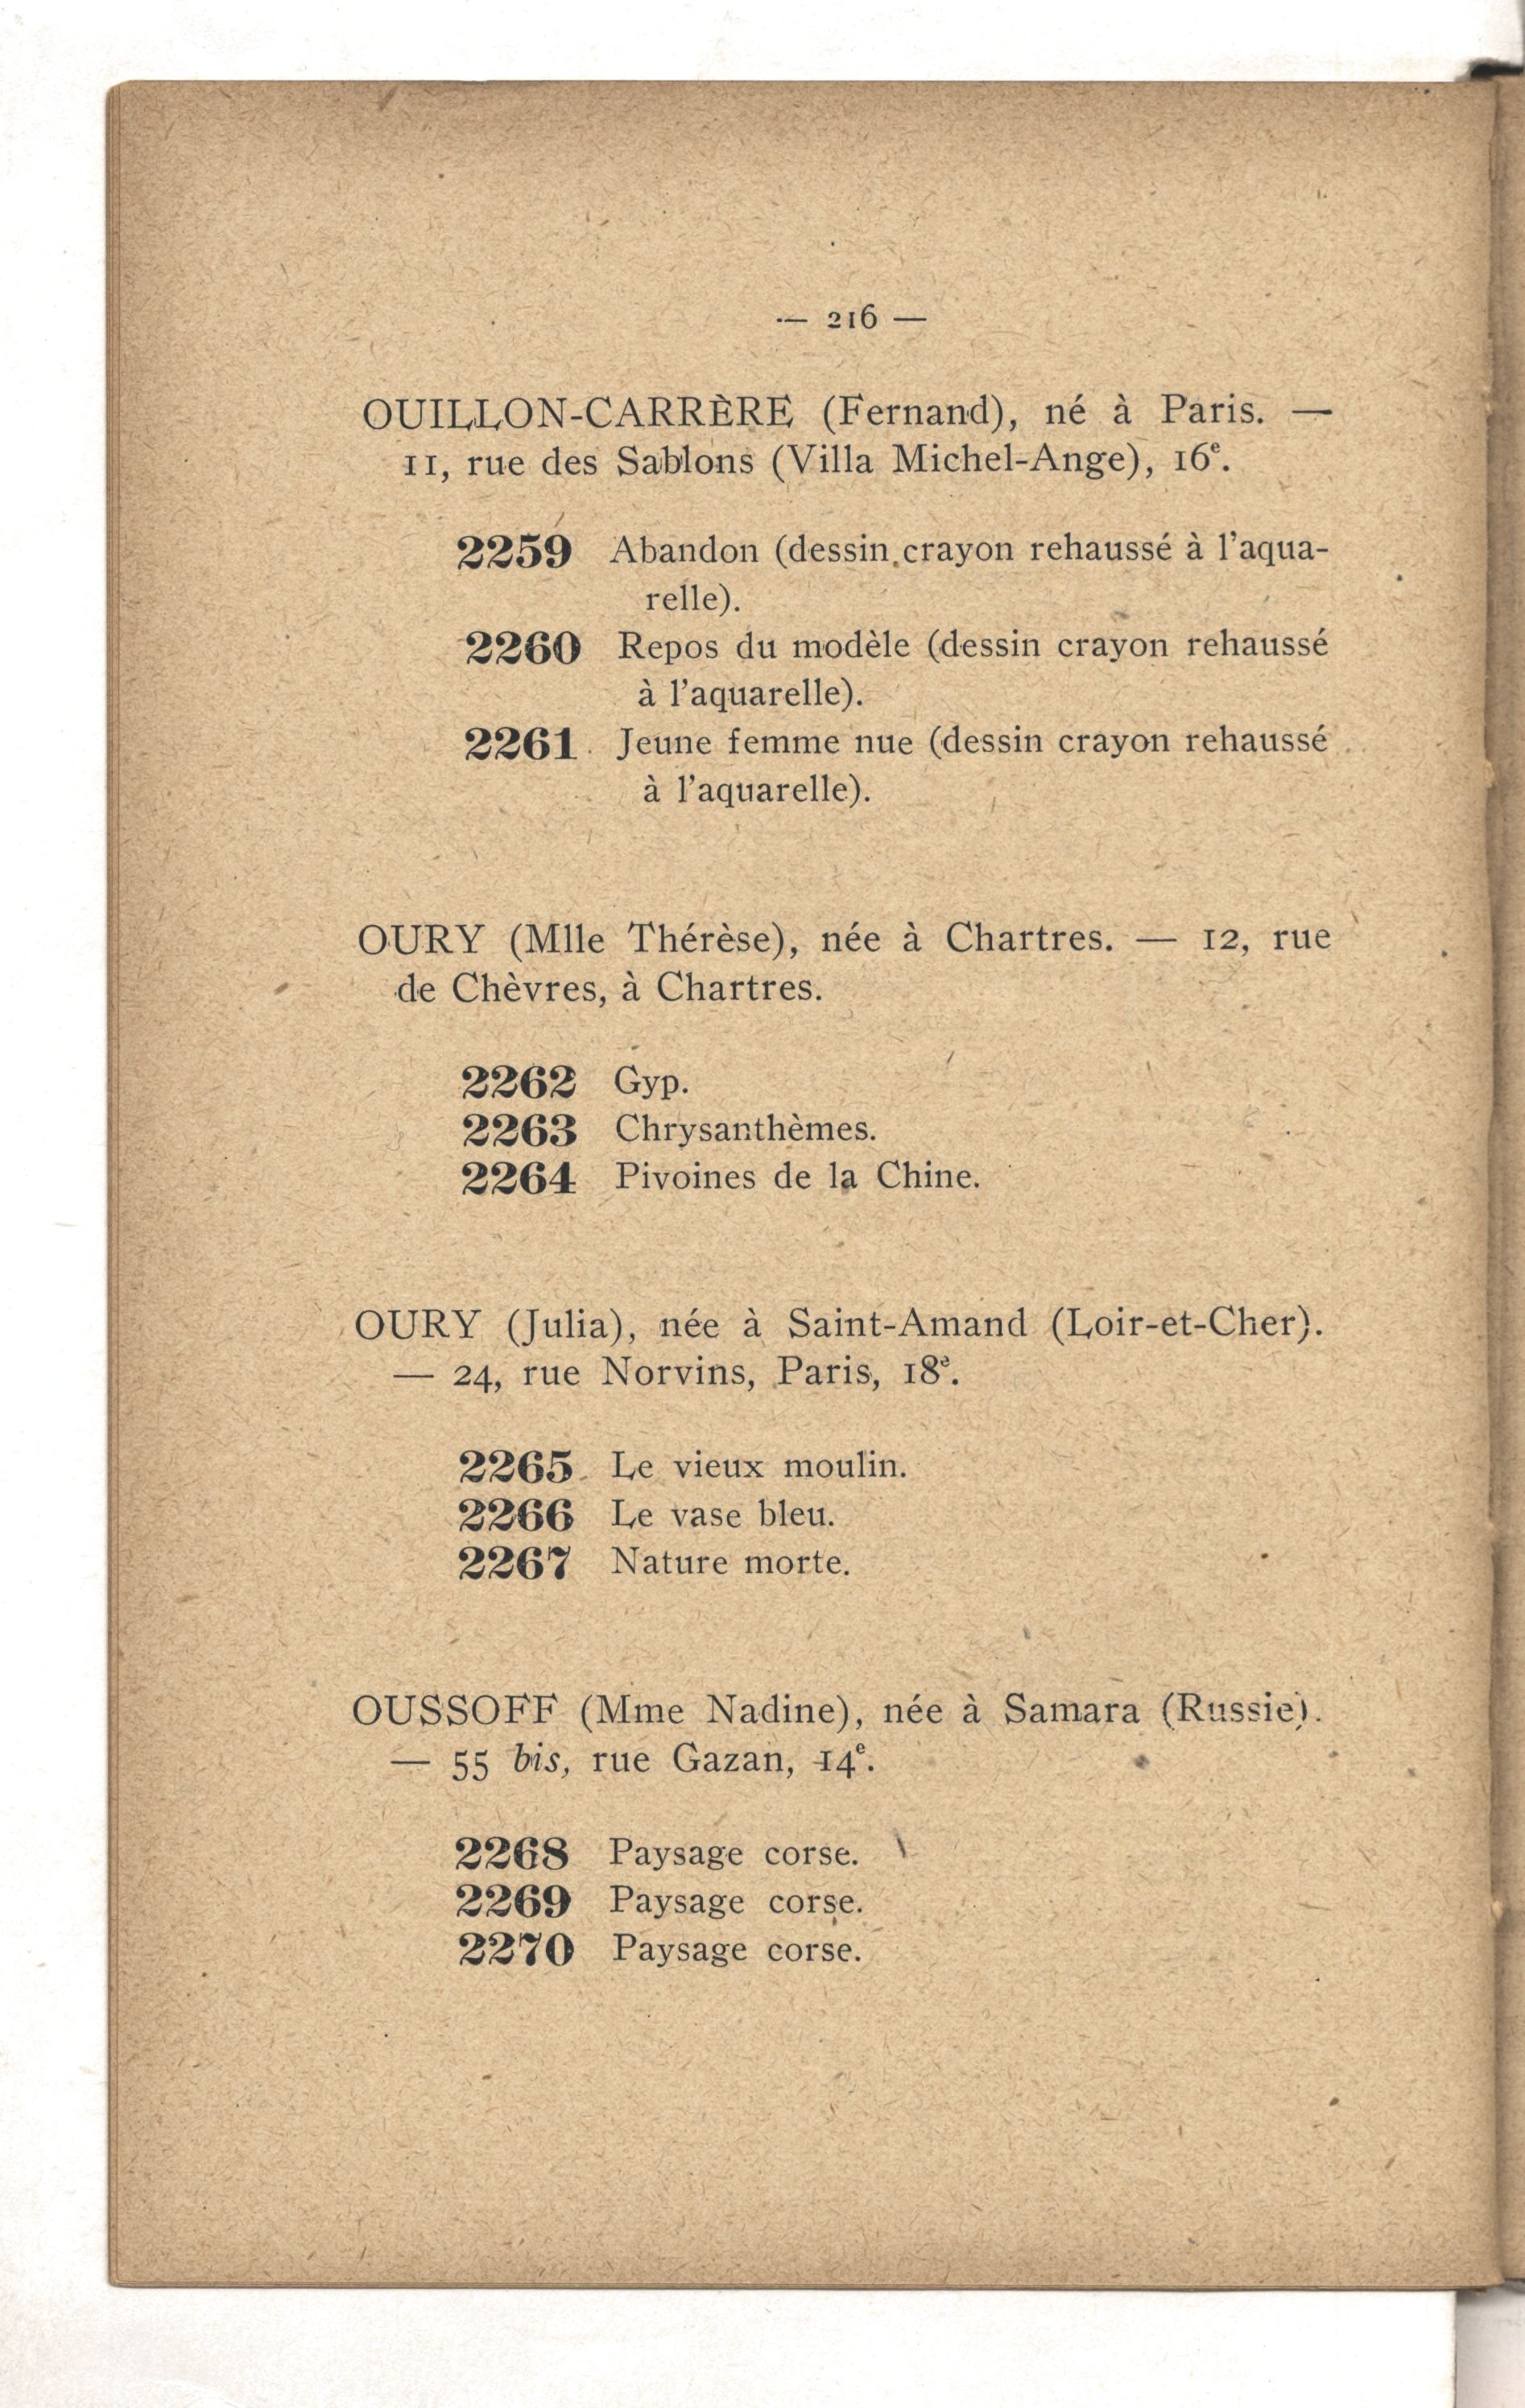 — 216 —
OUILLON-CARRÈRE (Fernand), né à Paris. —
11, rue des Sablons (Villa Michel-Ange), 16e.
2259 Abandon (dessin crayon rehaussé à l'aqua-
relle).
2260 Repos du modèle (dessin crayon rehaussé
à l'aquarelle).
2261 Jeune femme nue (dessin crayon rehaussé
à l'aquarelle).
OURY (Mlle Thérèse), née à Chartres. — 12, rue
de Chèvres, à Chartres.
2262 Gyp.
2263 Chrysanthèmes.
2264 Pivoines de la Chine.
OURY (Julia), née à Saint-Amand (Loir-et-Cher).
— 24, rue Norvins, Paris, 18e.
2265 Le vieux moulin.
2266 Le vase bleu.
2267 Nature morte.
OUSSOFF (Mme Nadine), née à Samara (Russie).
— 55 bis, rue Gazan, 14e.
2268 Paysage corse.
2269 Paysage corse.
2270 Paysage corse.